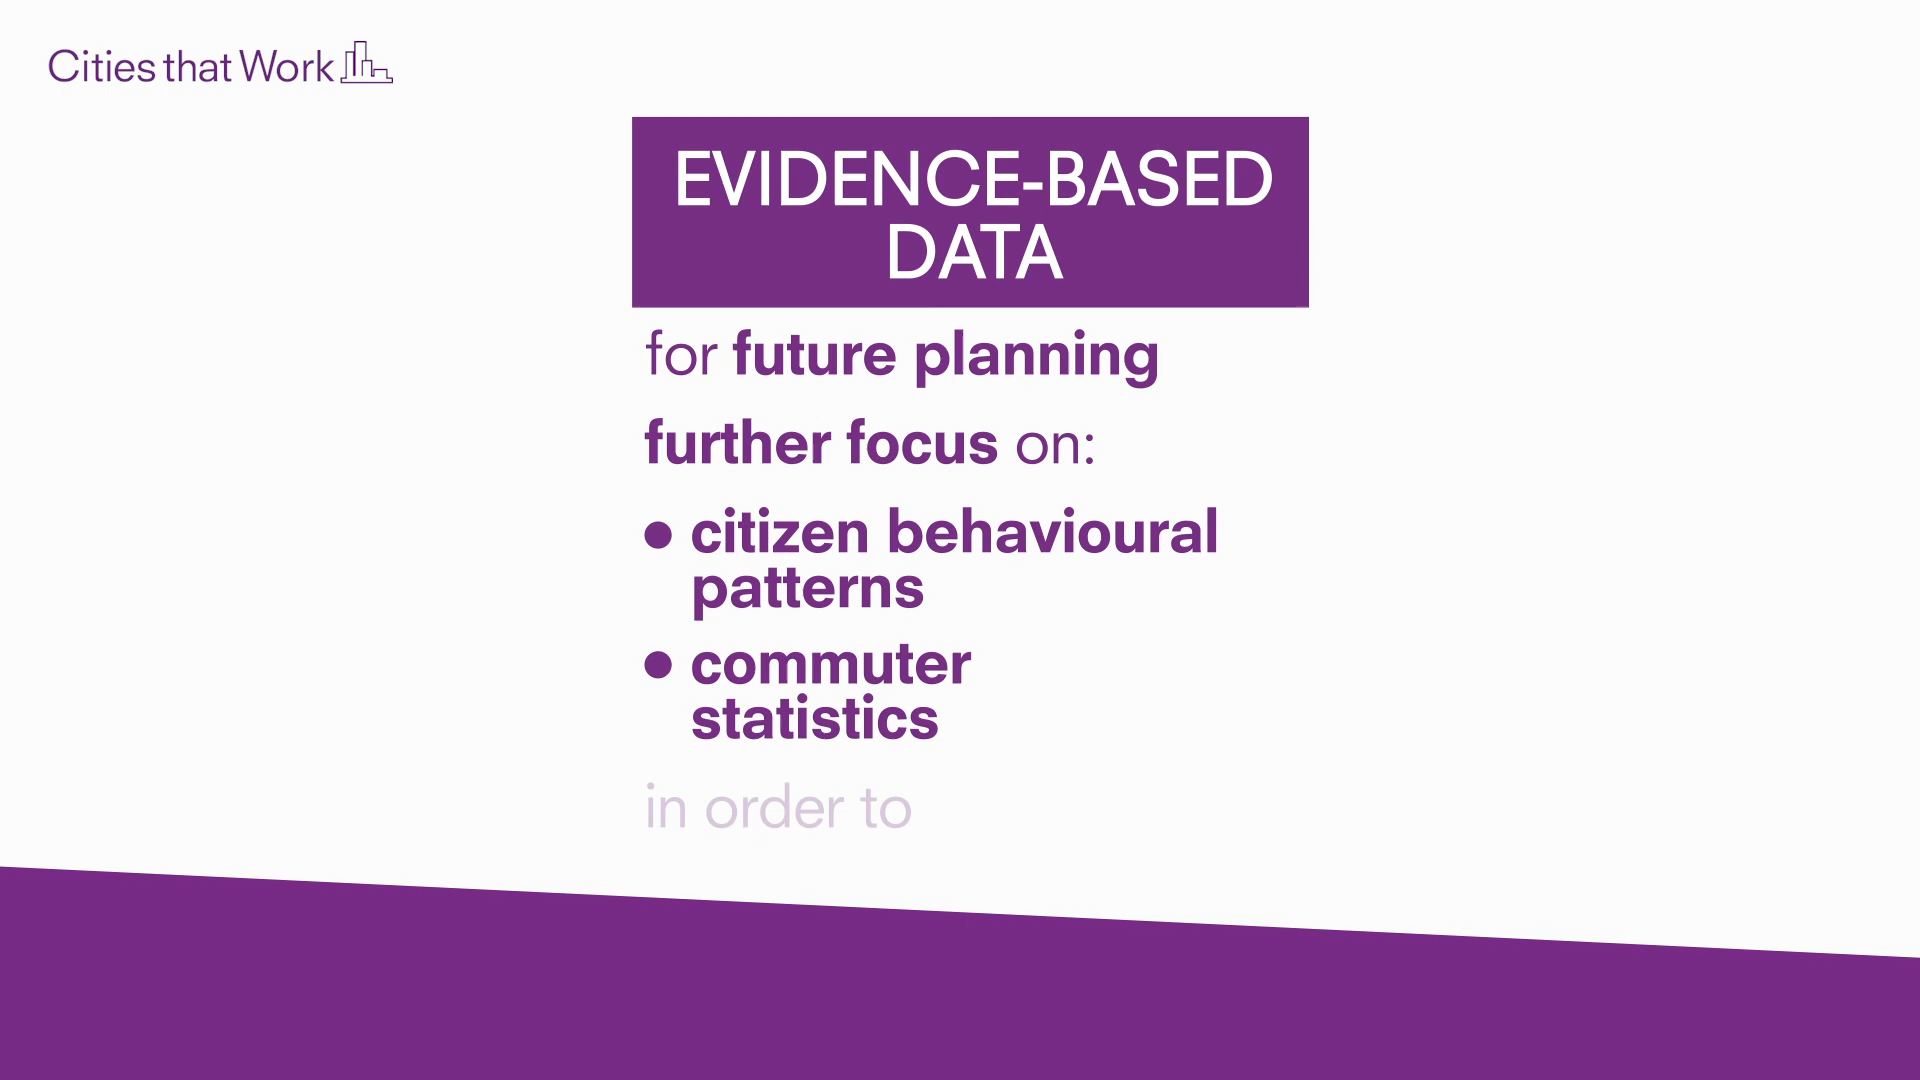 Cities that Work
EVIDENCE-BASED
DATA
for future planning
further focus on:
• citizen behavioural
patterns
• commuter
statistics
in order to